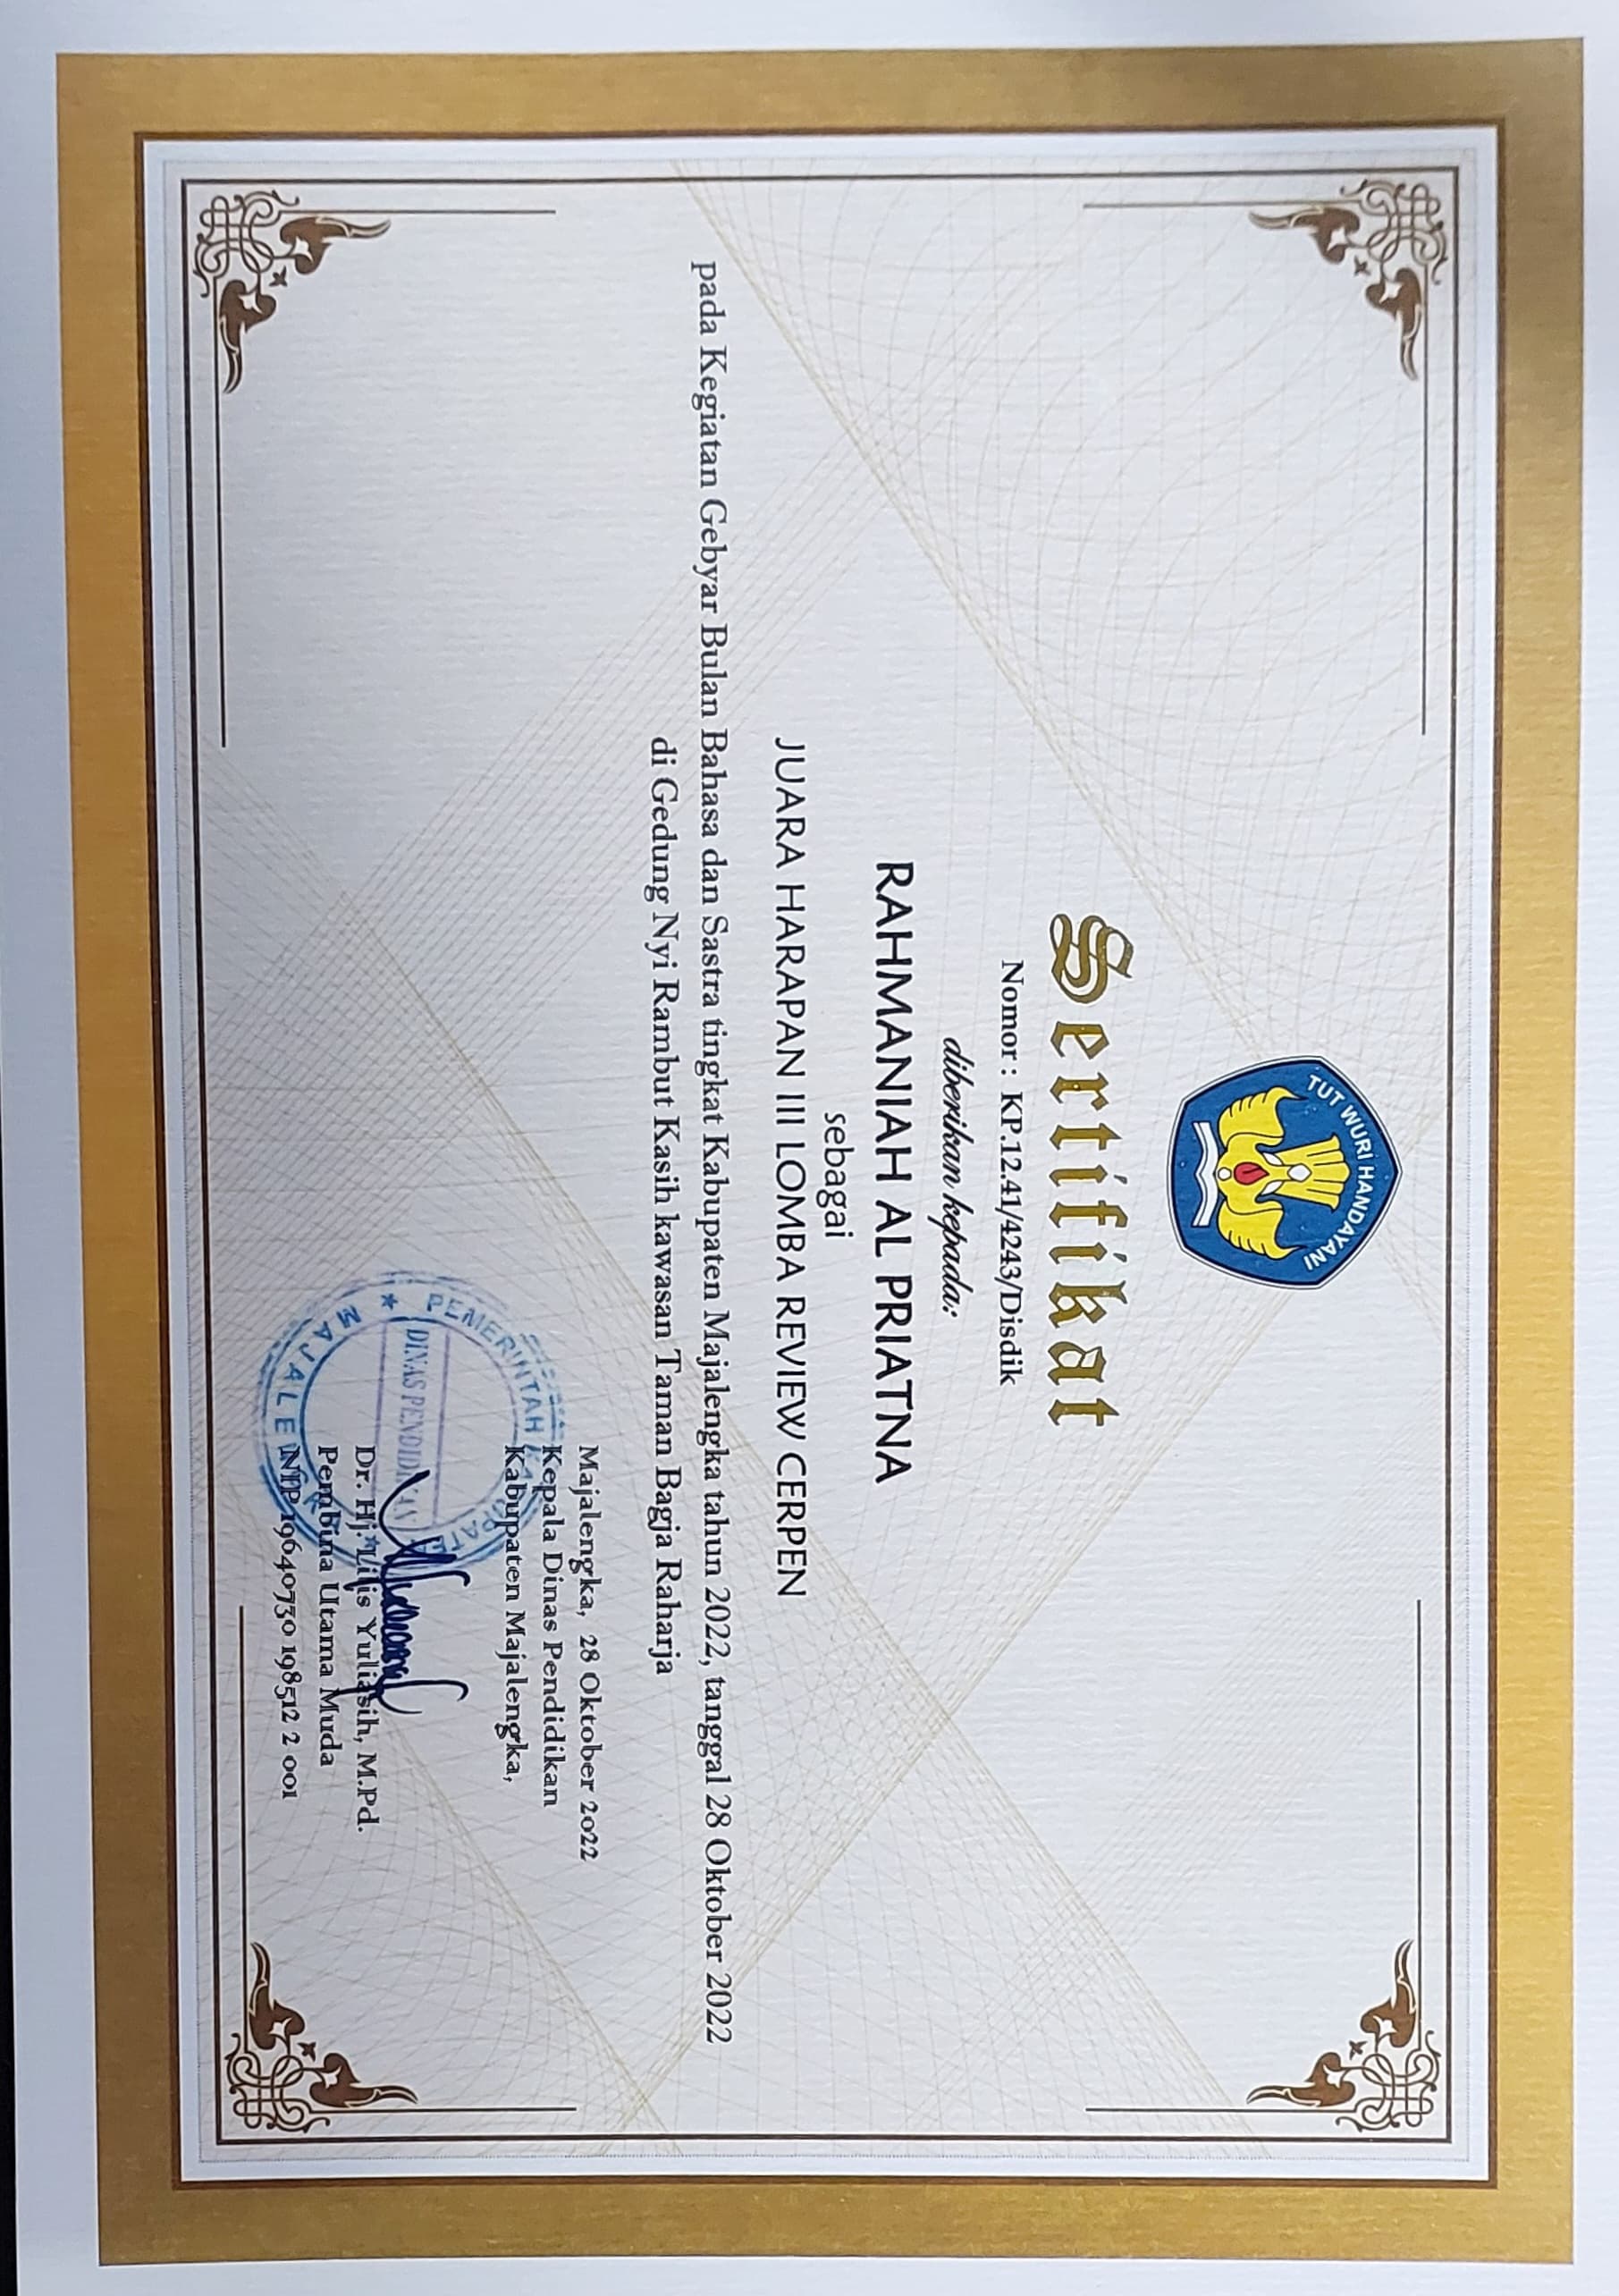 TUT WURI HANDAYANI
Sertifikat
Nomor : KP.12.41/4243/Disdik
diberikan kepada:
RAHMANIAH AL PRIATNA
sebagai
JUARA HARAPAN III LOMBA REVIEW CERPEN
pada Kegiatan Gebyar Bulan Bahasa dan Sastra tingkat Kabupaten Majalengka tahun 2022, tanggal 28 Oktober 2022
di Gedung Nyi Rambut Kasih kawasan Taman Bagja Raharja
Majalengka, 28 Oktober 2022
Kepala Dinas Pendidikan
Kabupaten Majalengka,
PEMERINTAH KABUPATEN
DINAS PENDIDIKAN
MAJALENGKA
Dr. Hj. Lilis Yuliasih, M.Pd.
Pembina Utama Muda
NIP 19640730 198512 2 001